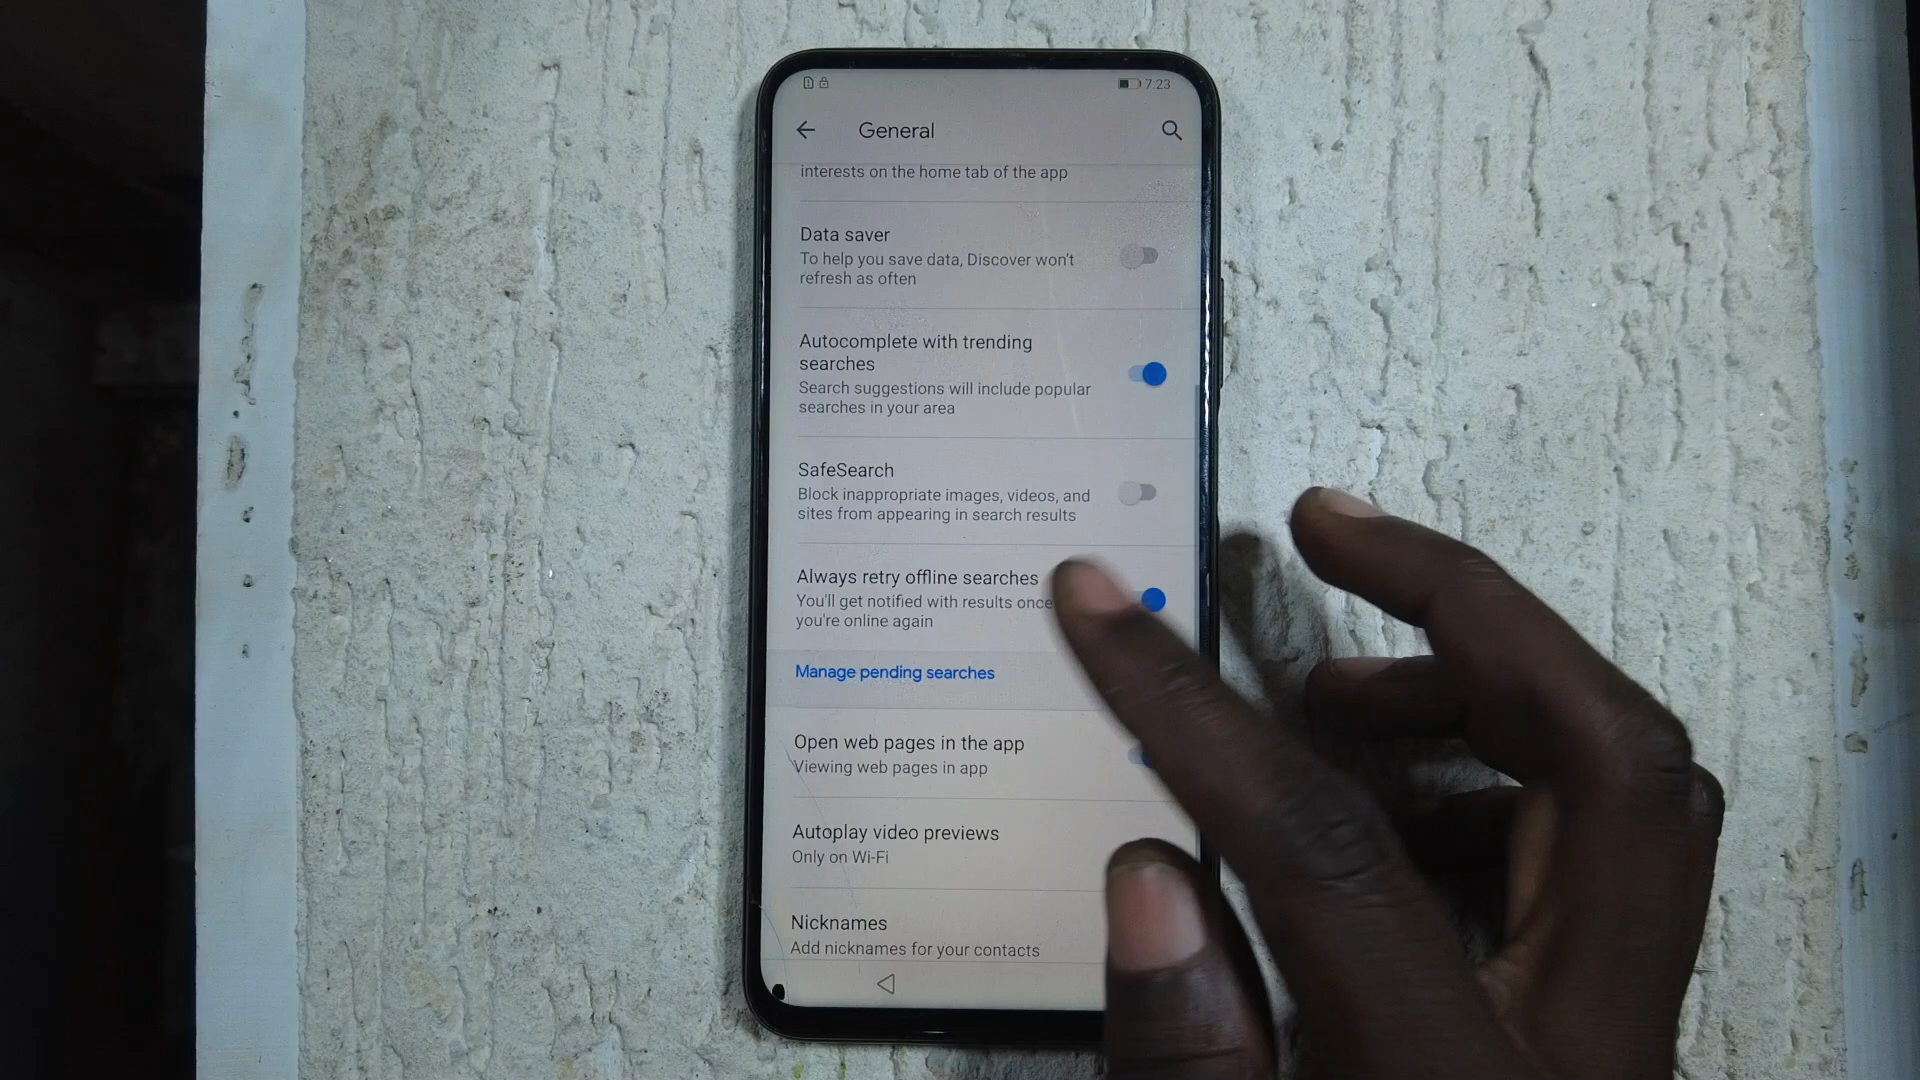 7:23
General
interests on the home tab of the app
Data saver
To help you save data, Discover won't
refresh as often
Autocomplete with trending
searches
Search suggestions will include popular
searches in your area
SafeSearch
Block inappropriate images, videos, and
sites from appearing in search results
Always retry offline searches
You'll get notified with results once
you're online again
Manage pending searches
Open web pages in the app
Viewing web pages in app
Autoplay video previews
Only on Wi-Fi
Nicknames
Add nicknames for your contacts